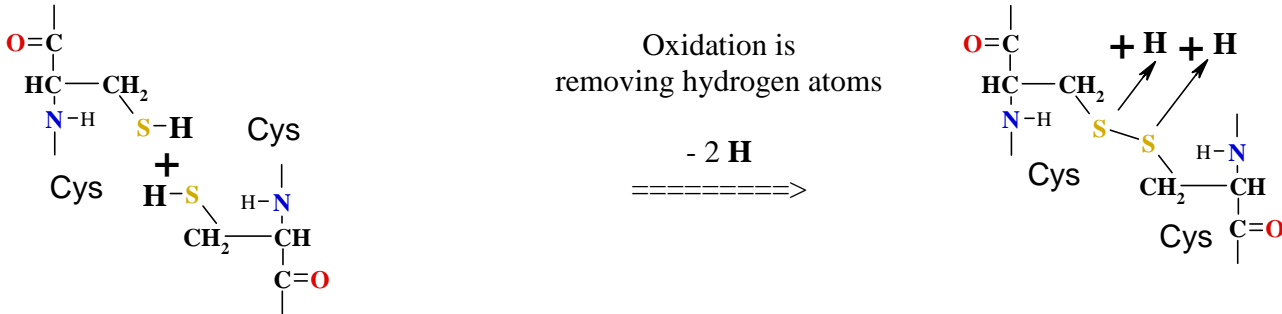 O=C
HC—CH2
N-H
S-H
Cys
+
Cys
H-S
H-N
CH2—CH
C=O
Oxidation is
removing hydrogen atoms
- 2 H
=========>
O=C
+ H + H
HC CH2
N-H
S S
Cys
H-N
CH2 CH
Cys
C=O